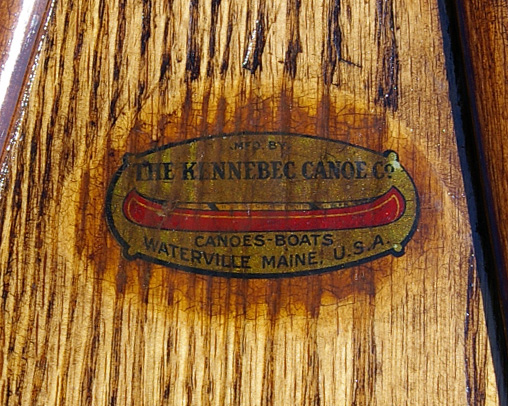 MFD. BY
THE KENNEBEC CANOE CO
CANOES-BOATS
WATERVILLE MAINE, U.S.A.